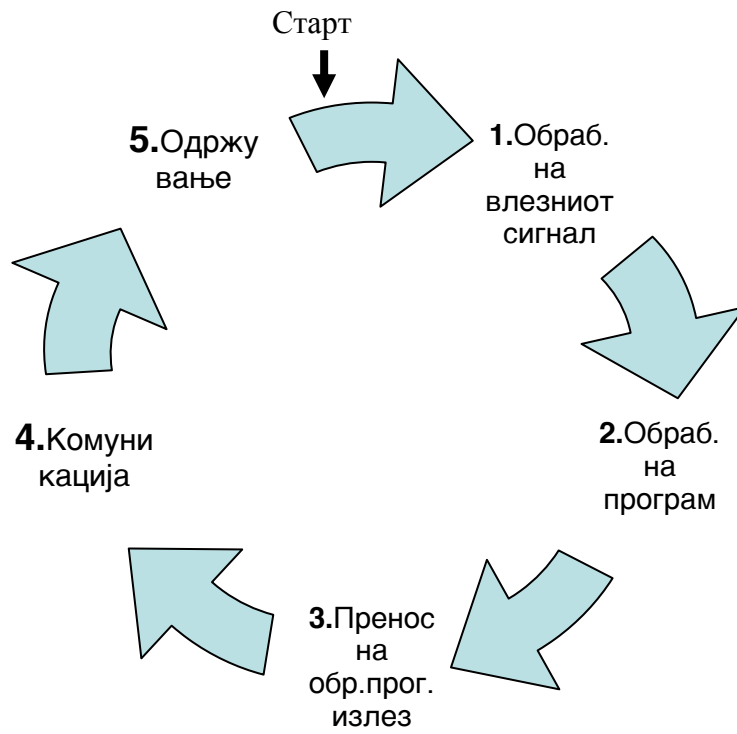 Старт
1.Обраб.
на
влезниот
сигнал
2.Обраб.
на
програм
3.Пренос
на
обр.прог.
излез
4.Комуни
кација
5.Одржу
вање